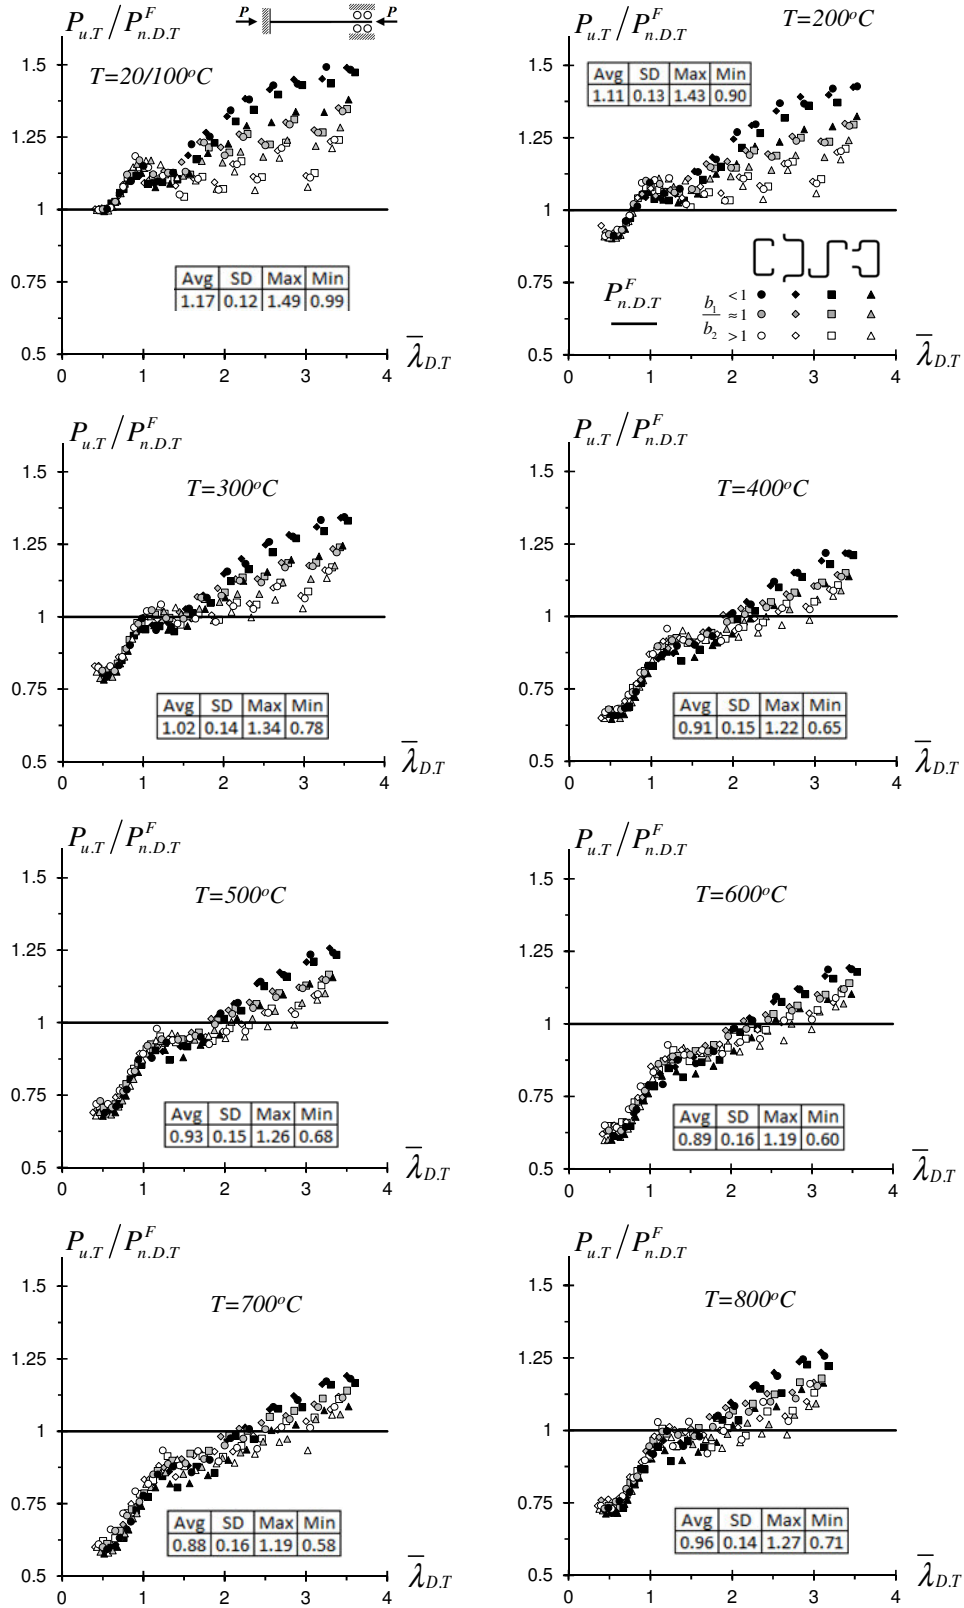 P_{u.T} / P^F_{n.D.T}
P P
T=20/100°C
1.5
1.25
1
0.75
0.5
Avg SD Max Min
1.17 0.12 1.49 0.99
λ̅_{D.T}
0 1 2 3 4
P_{u.T} / P^F_{n.D.T}
T=200°C
1.5
1.25
1
0.75
0.5
Avg SD Max Min
1.11 0.13 1.43 0.90
P^F_{n.D.T}
b_1 / b_2
<1
≈1
>1
λ̅_{D.T}
0 1 2 3 4
P_{u.T} / P^F_{n.D.T}
T=300°C
1.5
1.25
1
0.75
0.5
Avg SD Max Min
1.02 0.14 1.34 0.78
λ̅_{D.T}
0 1 2 3 4
P_{u.T} / P^F_{n.D.T}
T=400°C
1.5
1.25
1
0.75
0.5
Avg SD Max Min
0.91 0.15 1.22 0.65
λ̅_{D.T}
0 1 2 3 4
P_{u.T} / P^F_{n.D.T}
T=500°C
1.5
1.25
1
0.75
0.5
Avg SD Max Min
0.93 0.15 1.26 0.68
λ̅_{D.T}
0 1 2 3 4
P_{u.T} / P^F_{n.D.T}
T=600°C
1.5
1.25
1
0.75
0.5
Avg SD Max Min
0.89 0.16 1.19 0.60
λ̅_{D.T}
0 1 2 3 4
P_{u.T} / P^F_{n.D.T}
T=700°C
1.5
1.25
1
0.75
0.5
Avg SD Max Min
0.88 0.16 1.19 0.58
λ̅_{D.T}
0 1 2 3 4
P_{u.T} / P^F_{n.D.T}
T=800°C
1.5
1.25
1
0.75
0.5
Avg SD Max Min
0.96 0.14 1.27 0.71
λ̅_{D.T}
0 1 2 3 4